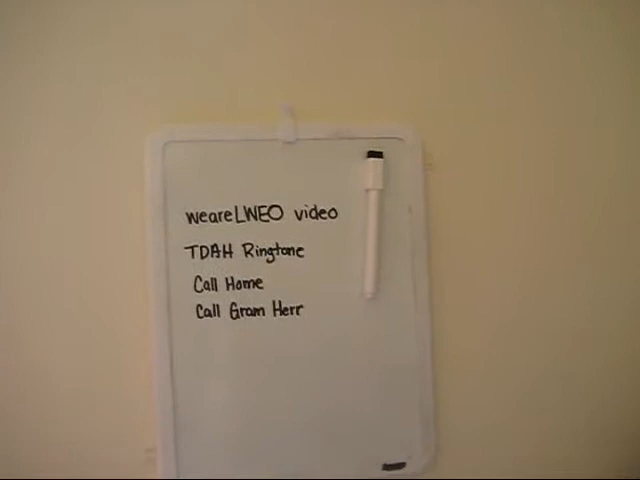 weareLWEO video
TDAH Ringtone
Call Home
Call Gram Herr